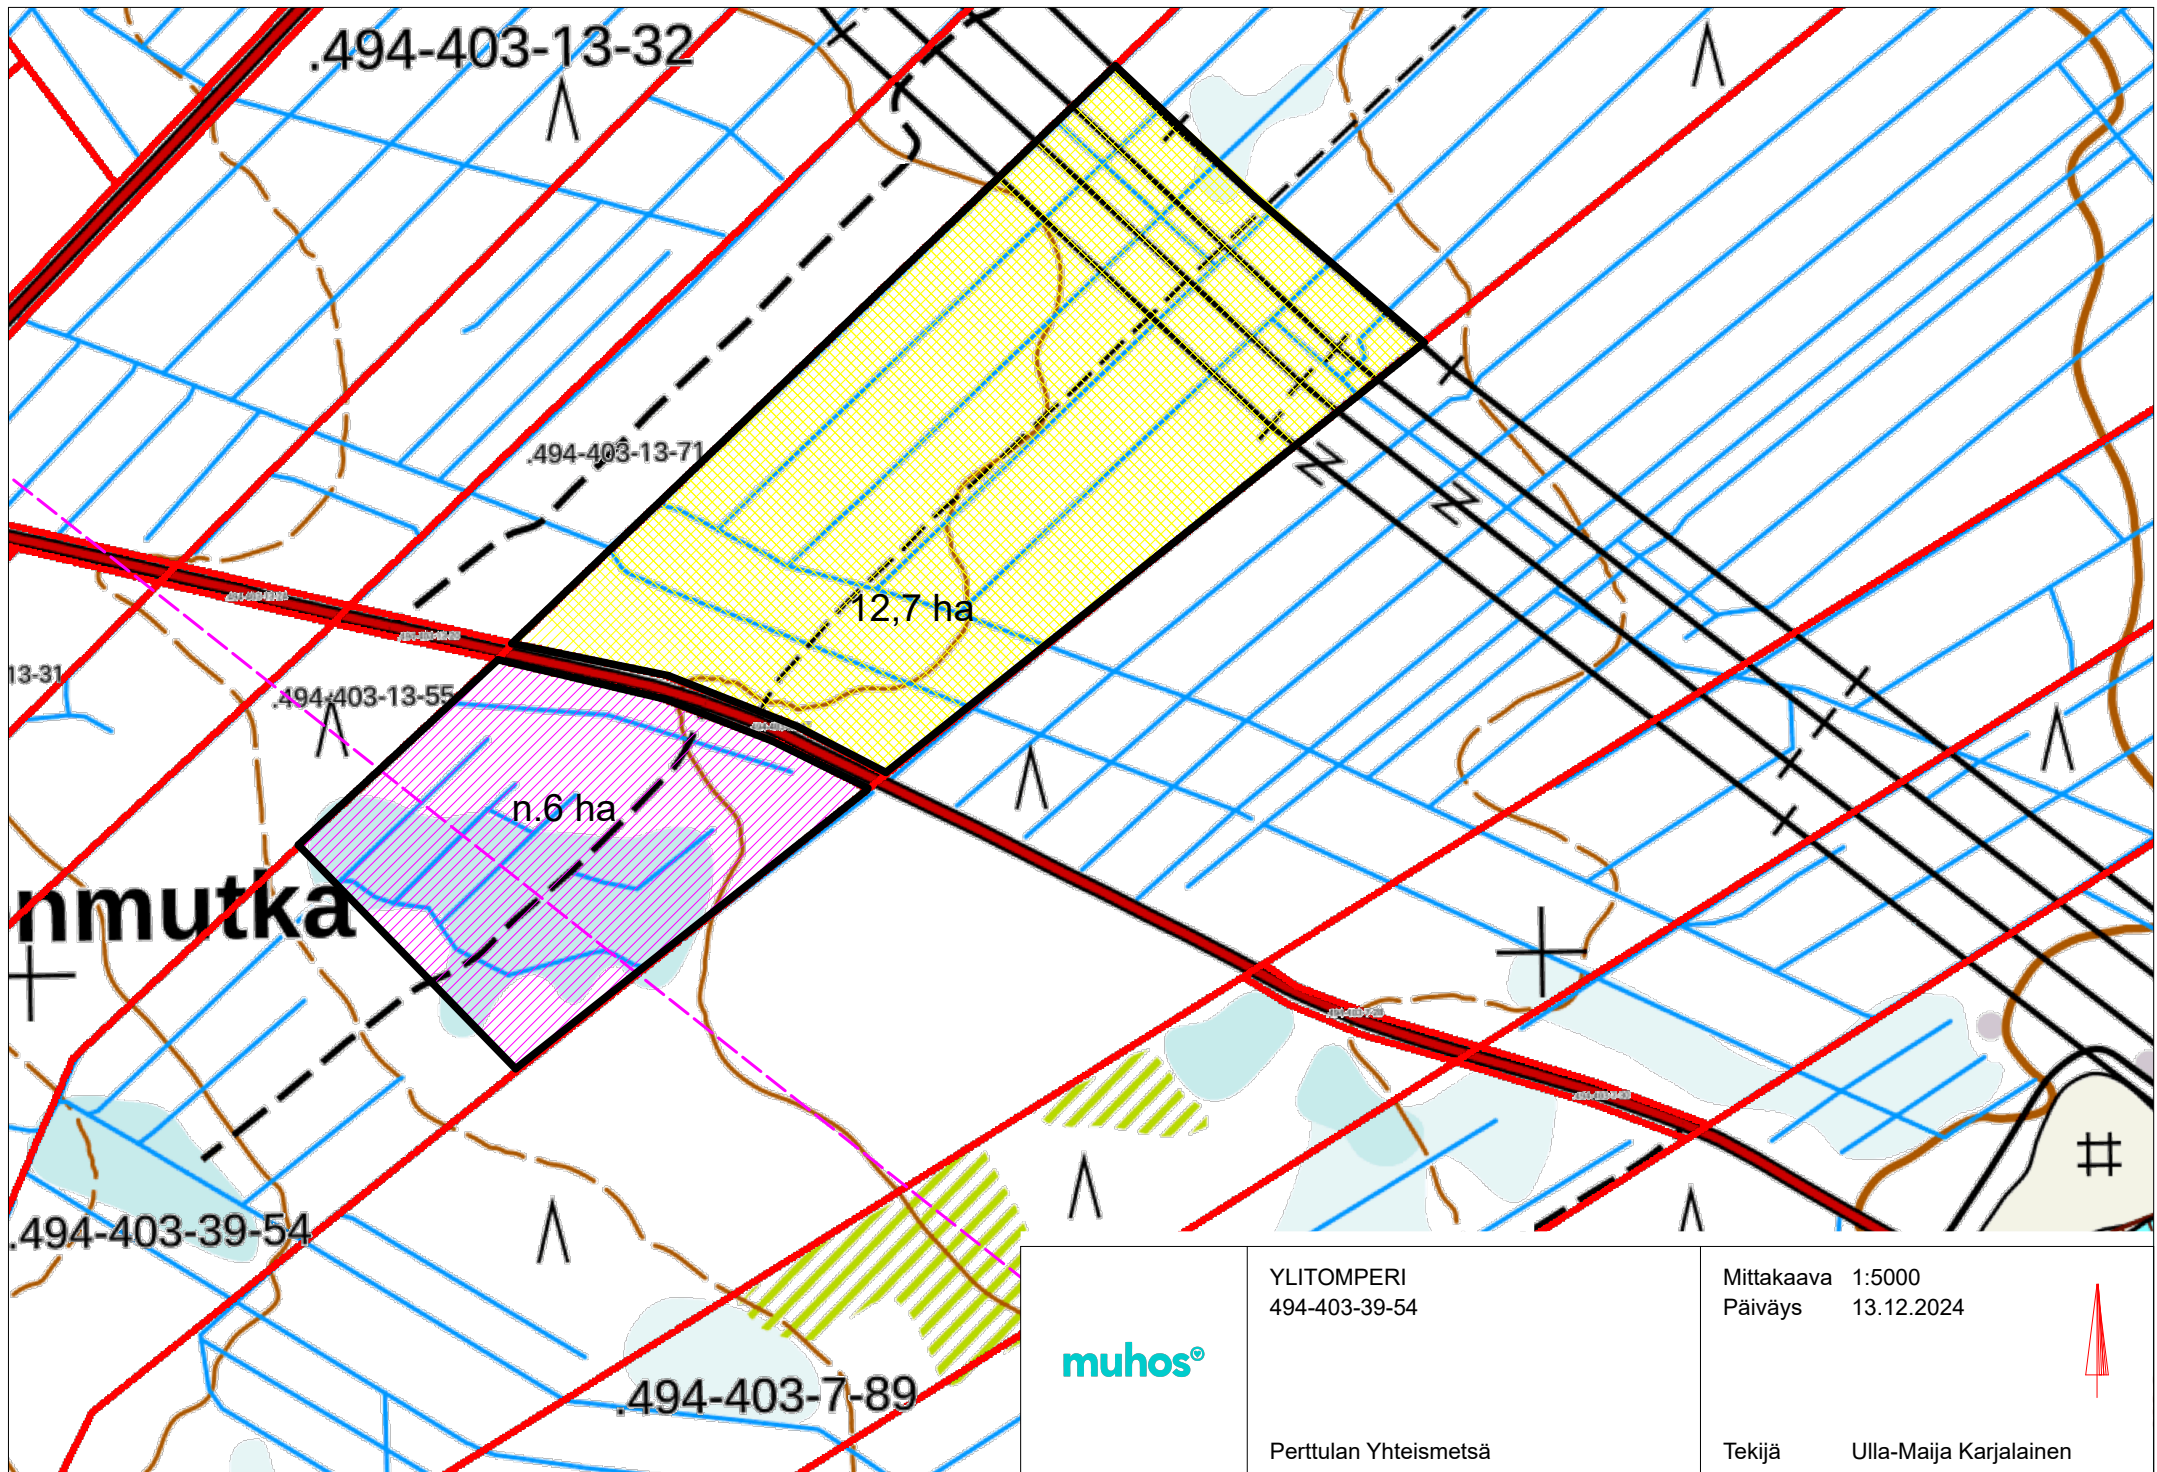 .494-403-13-32
.494-403-13-71
12,7 ha
13-31
.494-403-13-55
n.6 ha
nmutka
.494-403-39-54
.494-403-7-89
muhos
YLITOMPERI
494-403-39-54
Perttulan Yhteismetsä
Mittakaava 1:5000
Päiväys 13.12.2024
Tekijä Ulla-Maija Karjalainen